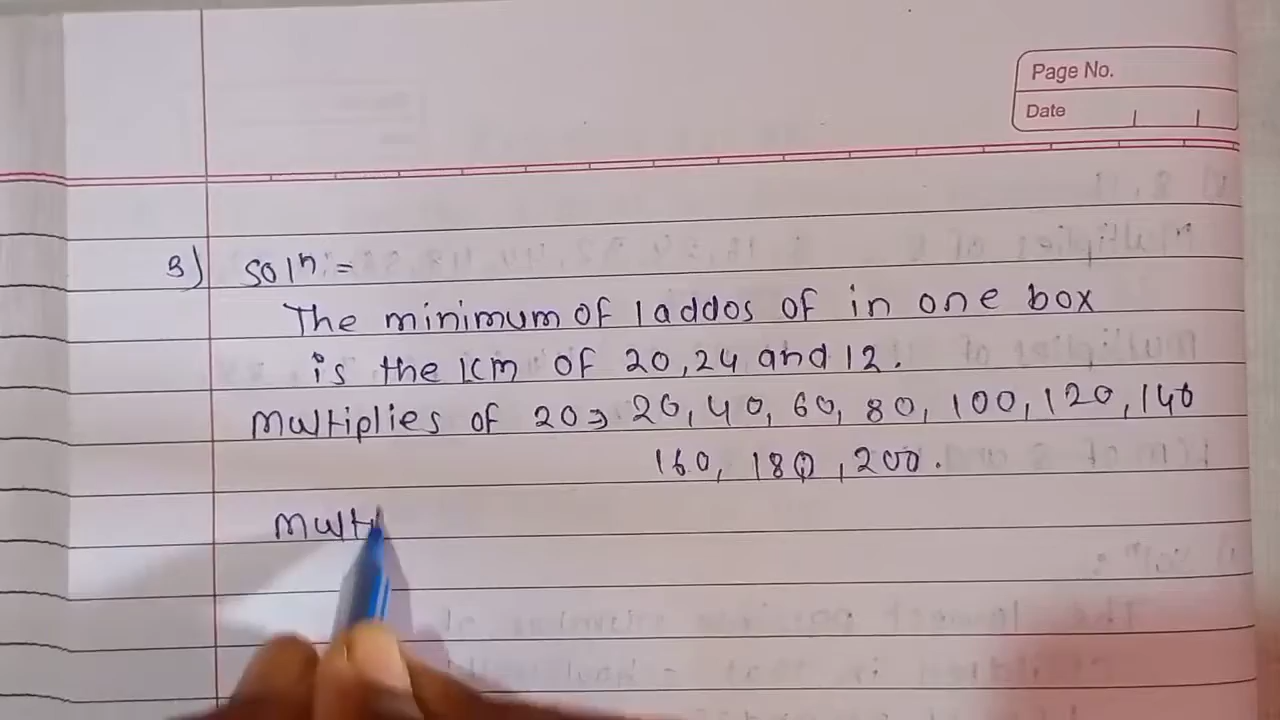 Page No.
Date
3) Soln:=
The minimum of laddos of in one box
is the lcm of 20,24 and 12.
Multiplies of 20⇒ 20, 40, 60, 80, 100, 120, 140
160, 180, 200.
Multi